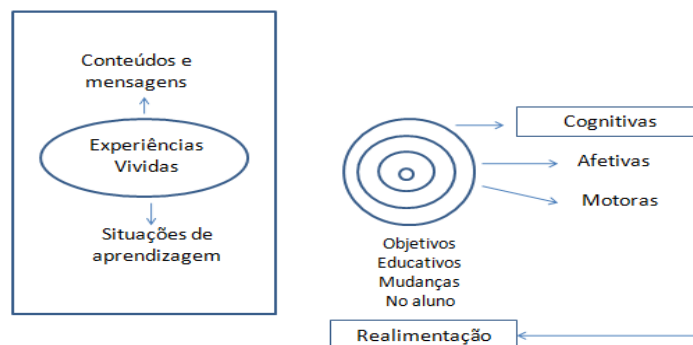 Conteúdos e
mensagens
Experiências
Vividas
Situações de
aprendizagem
Cognitivas
Afetivas
Motoras
Objetivos
Educativos
Mudanças
No aluno
Realimentação